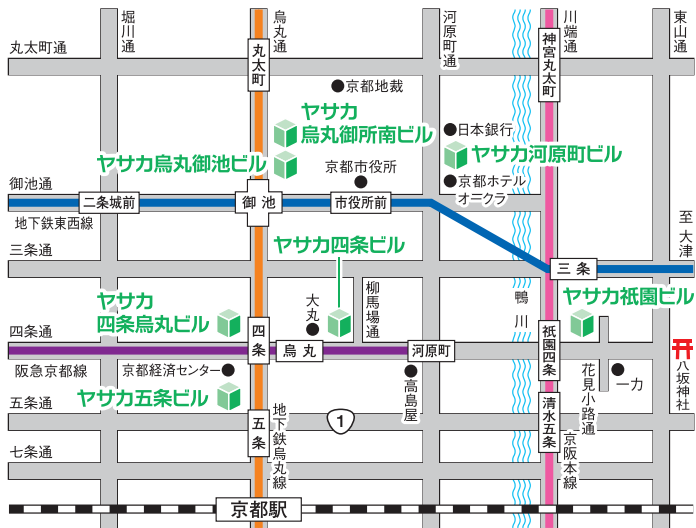 堀川通
烏丸通
河原町通
川端通
東山通
丸太町通
丸太町
神宮丸太町
京都地裁
ヤサカ
烏丸御所南ビル
日本銀行
ヤサカ河原町ビル
ヤサカ烏丸御池ビル
京都市役所
京都ホテル
オークラ
御池通
二条城前
御池
市役所前
地下鉄東西線
至大津
三条通
ヤサカ四条ビル
三条
鴨川
ヤサカ祇園ビル
ヤサカ
四条烏丸ビル
大丸
柳馬場通
四条通
四条
烏丸
河原町
祇園四条
八坂神社
阪急京都線
京都経済センター
高島屋
花見小路通
一力
ヤサカ五条ビル
五条通
五条
地下鉄烏丸線
1
清水五条
京阪本線
七条通
京都駅